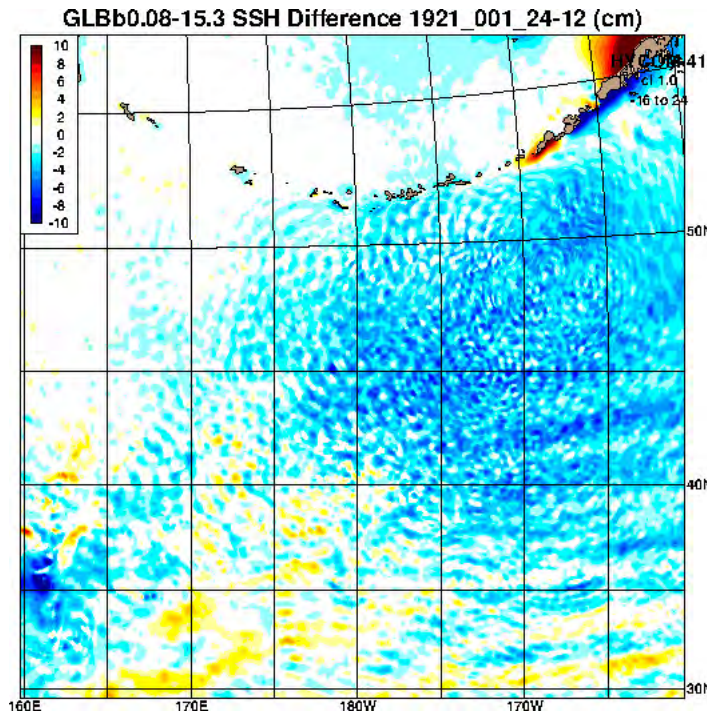 GLBb0.08-15.3 SSH Difference 1921_001_24-12 (cm)
10
8
6
4
2
0
-2
-4
-6
-8
-10
ci 1.0
-16 to 24
50N
40N
30N
160E
170E
180W
170W